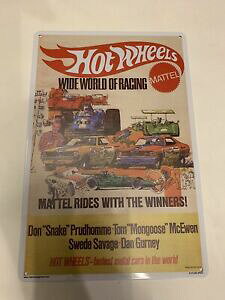 HOT WHEELS
WIDE WORLD OF RACING
MATTEL
MATTEL RIDES WITH THE WINNERS!
Don "Snake" Prudhomme·Tom "Mongoose" McEwen
Swede Savage·Dan Gurney
HOT WHEELS-fastest metal cars in the world